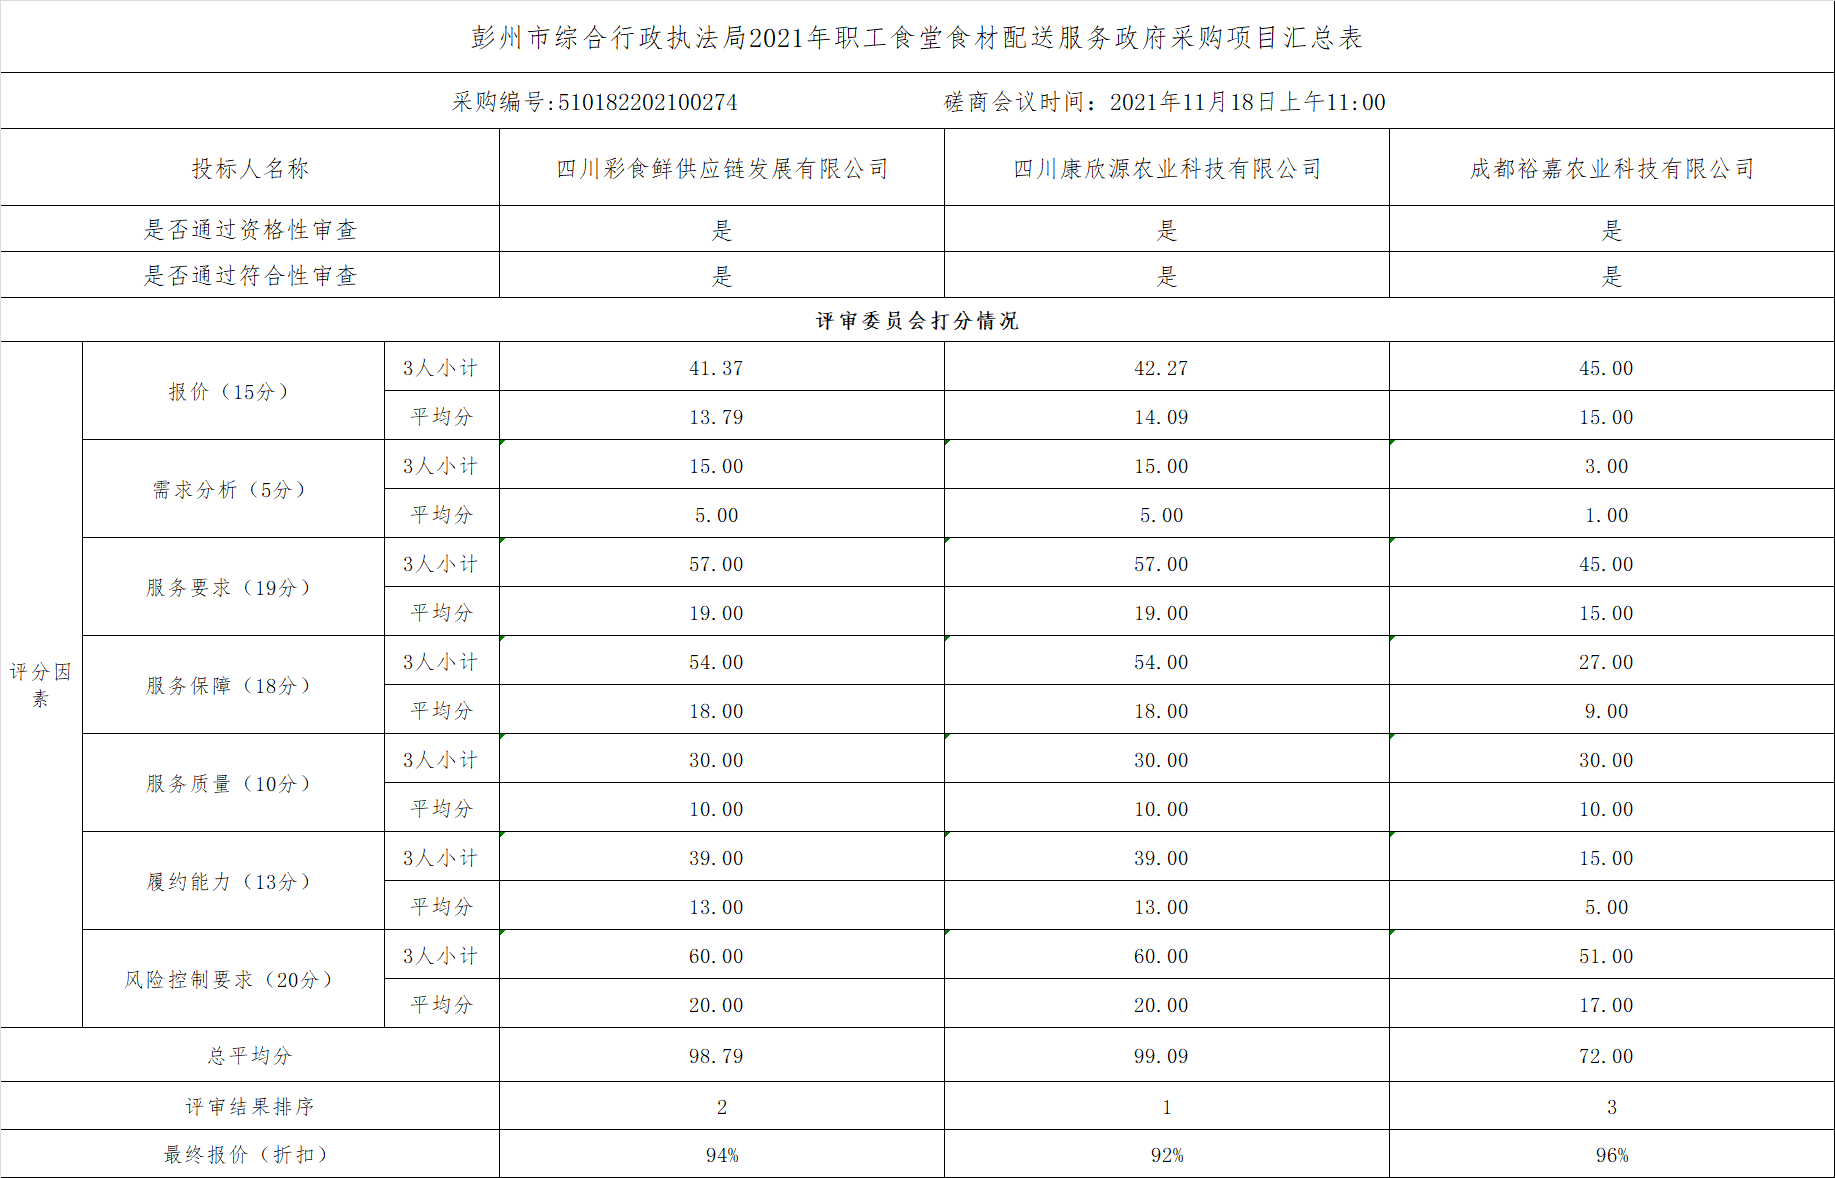 彭州市综合行政执法局2021年职工食堂食材配送服务政府采购项目汇总表
采购编号:510182202100274 磋商会议时间：2021年11月18日上午11:00
投标人名称 四川彩食鲜供应链发展有限公司 四川康欣源农业科技有限公司 成都裕嘉农业科技有限公司
是否通过资格性审查 是 是 是
是否通过符合性审查 是 是 是
评审委员会打分情况
评分因
素
报价（15分）
3人小计 41.37 42.27 45.00
平均分 13.79 14.09 15.00
需求分析（5分）
3人小计 15.00 15.00 3.00
平均分 5.00 5.00 1.00
服务要求（19分）
3人小计 57.00 57.00 45.00
平均分 19.00 19.00 15.00
服务保障（18分）
3人小计 54.00 54.00 27.00
平均分 18.00 18.00 9.00
服务质量（10分）
3人小计 30.00 30.00 30.00
平均分 10.00 10.00 10.00
履约能力（13分）
3人小计 39.00 39.00 15.00
平均分 13.00 13.00 5.00
风险控制要求（20分）
3人小计 60.00 60.00 51.00
平均分 20.00 20.00 17.00
总平均分 98.79 99.09 72.00
评审结果排序 2 1 3
最终报价（折扣） 94% 92% 96%